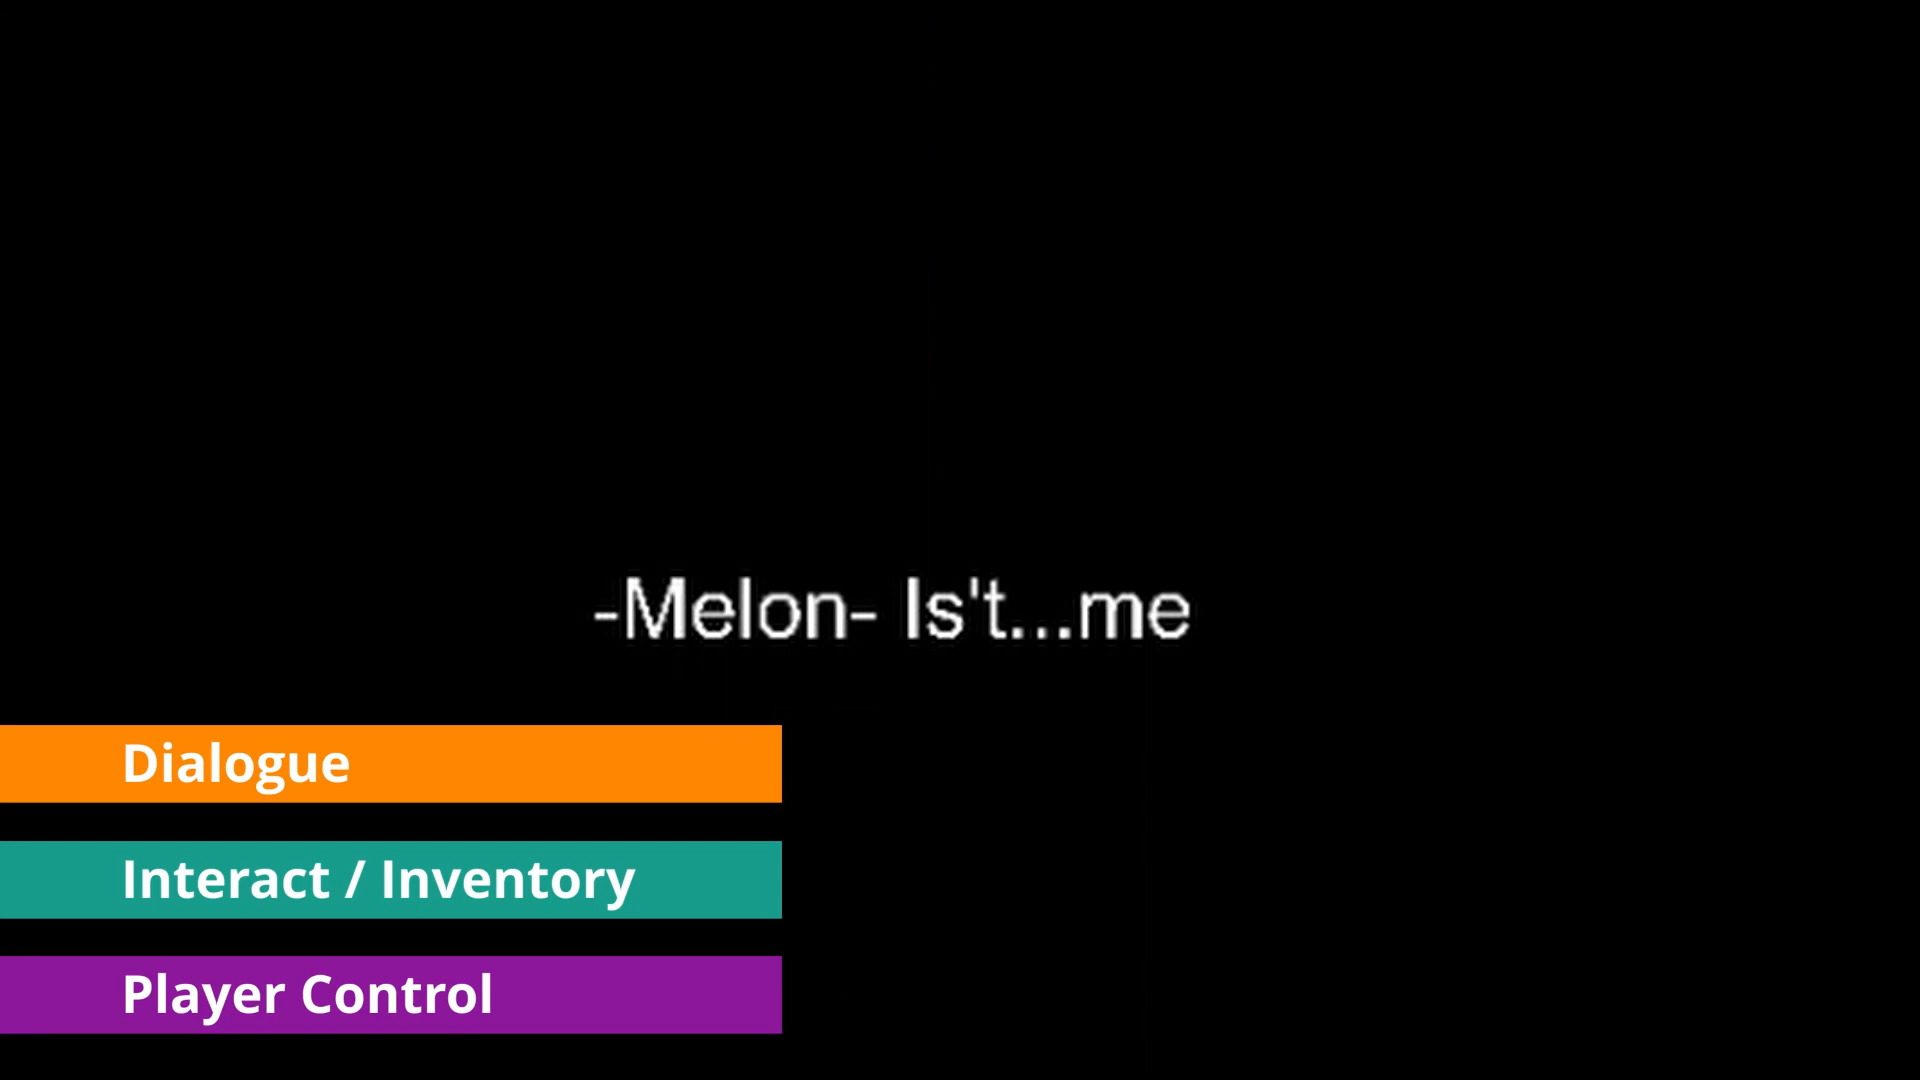 -Melon- Is't...me
Dialogue
Interact / Inventory
Player Control